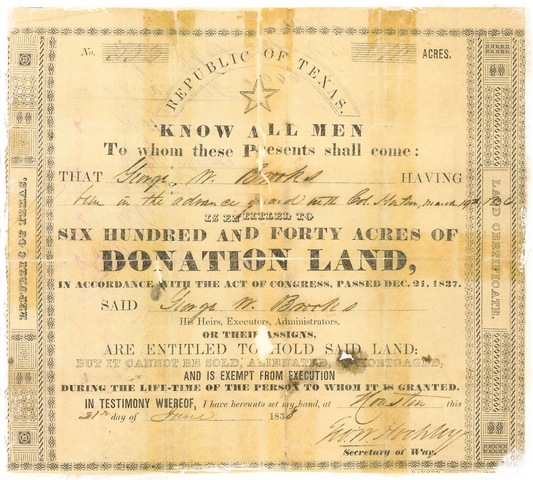 No. ACRES.
REPUBLIC OF TEXAS.
KNOW ALL MEN
To whom these Presents shall come:
THAT George W. Brooks HAVING
been in the advance guard with Col. Horton, march 19th 1836
IS ENTITLED TO
SIX HUNDRED AND FORTY ACRES OF
DONATION LAND,
IN ACCORDANCE WITH THE ACT OF CONGRESS, PASSED DEC. 21, 1837.
SAID George W. Brooks
His Heirs, Executors, Administrators,
OR THEIR ASSIGNS,
ARE ENTITLED TO HOLD SAID LAND:
BUT IT CANNOT BE SOLD, ALIENATED, OR MORTGAGED,
AND IS EXEMPT FROM EXECUTION
DURING THE LIFE-TIME OF THE PERSON TO WHOM IT IS GRANTED.
IN TESTIMONY WHEREOF, I have hereunto set my hand, at Houston this
21st day of June 1838
Geo. W. Hockley
Secretary of War.
LAND CERTIFICATE.